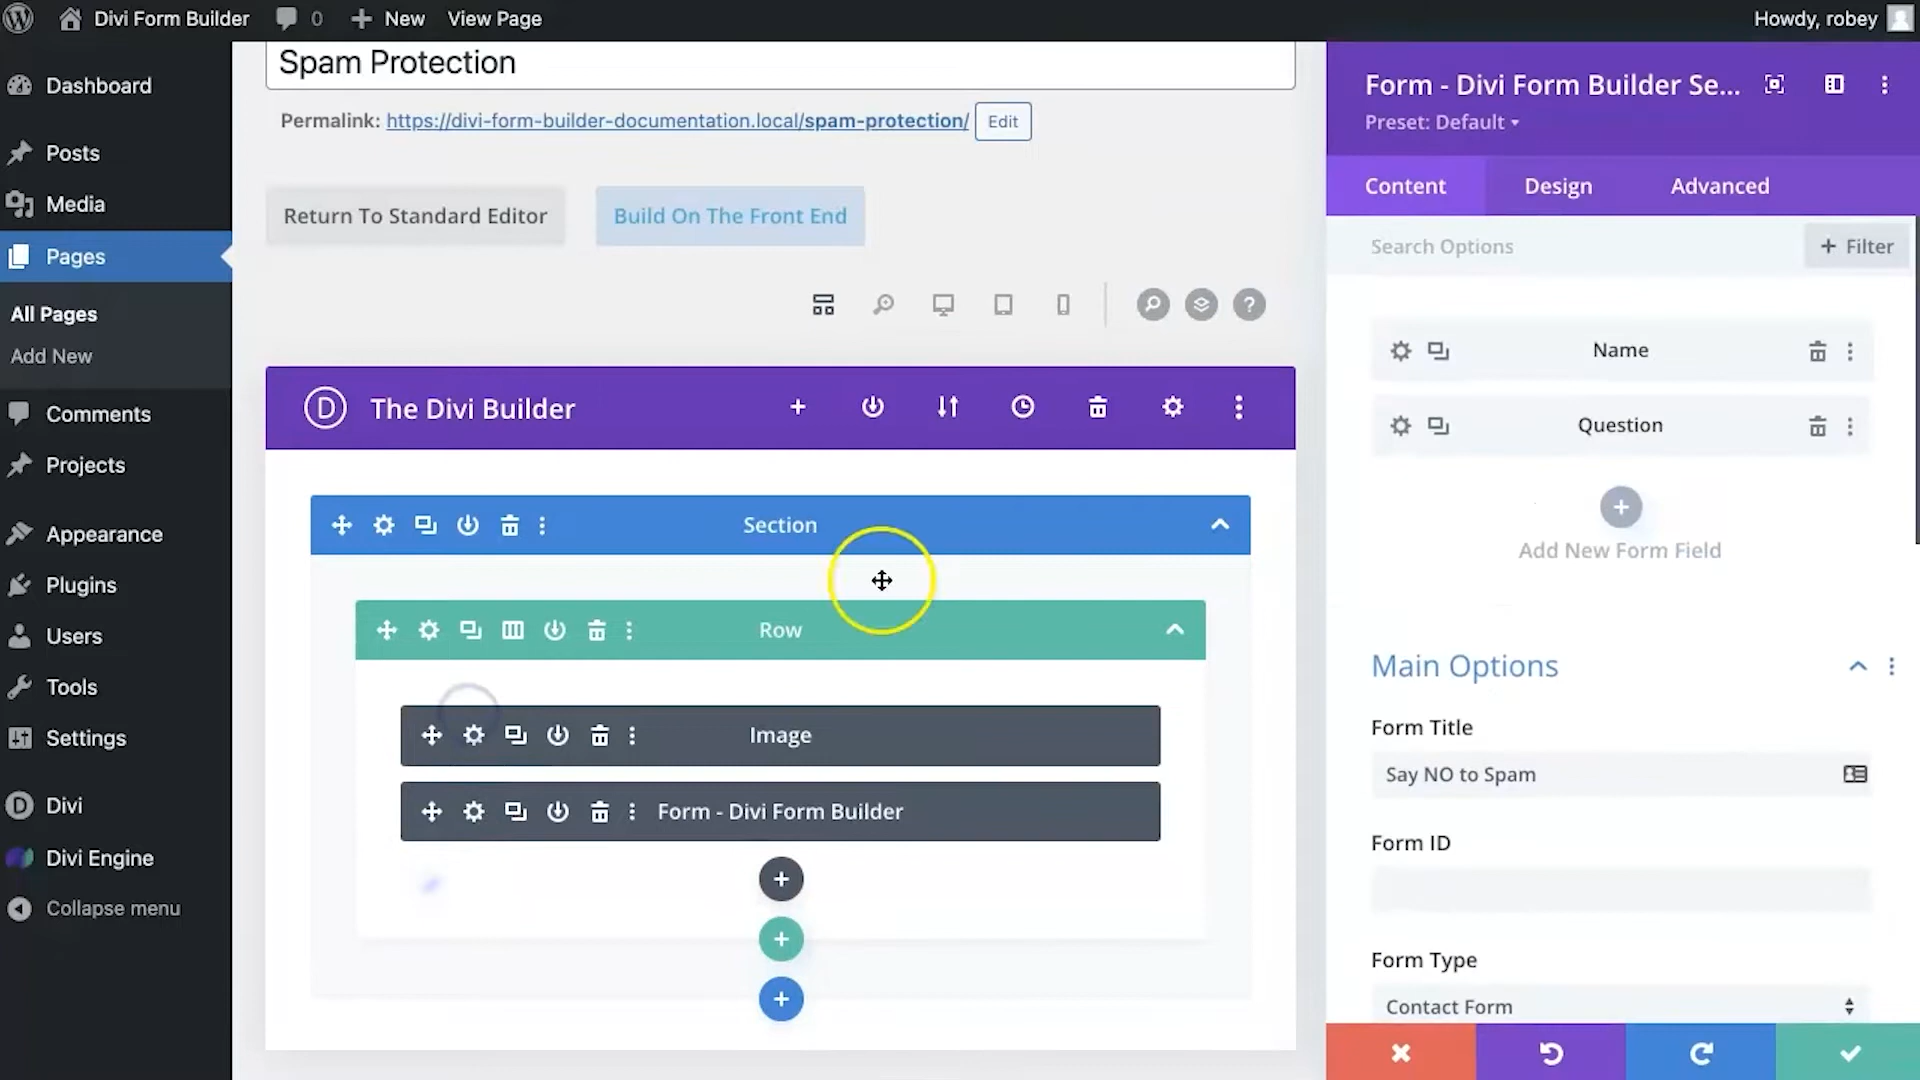 Divi Form Builder
0
New
View Page
Howdy, robey
Dashboard
Posts
Media
Pages
All Pages
Add New
Comments
Projects
Appearance
Plugins
Users
Tools
Settings
Divi
Divi Engine
Collapse menu
Spam Protection
Permalink: https://divi-form-builder-documentation.local/spam-protection/
Edit
Return To Standard Editor
Build On The Front End
?
D
The Divi Builder
Section
Row
Image
Form - Divi Form Builder
Form - Divi Form Builder Se...
Preset: Default
Content
Design
Advanced
Search Options
+ Filter
Name
Question
Add New Form Field
Main Options
Form Title
Say NO to Spam
Form ID
Form Type
Contact Form